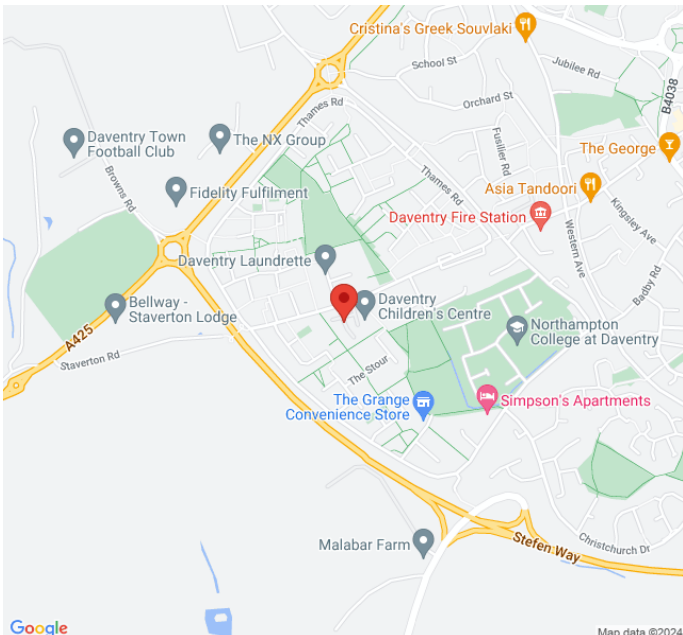 Cristina's Greek Souvlaki
School St
Jubilee Rd
B4038
Thames Rd
Orchard St
Daventry Town
Football Club
The NX Group
Fusilier Rd
The George
Browns Rd
Fidelity Fulfilment
Thames Rd
Asia Tandoori
Kingsley Ave
Daventry Fire Station
Western Ave
Daventry Laundrette
Badby Rd
Bellway -
Staverton Lodge
Daventry
Children's Centre
Northampton
College at Daventry
A425
Staverton Rd
The Stour
The Grange
Convenience Store
Simpson's Apartments
Malabar Farm
Stefen Way
Christchurch Dr
Google
Map data ©2024